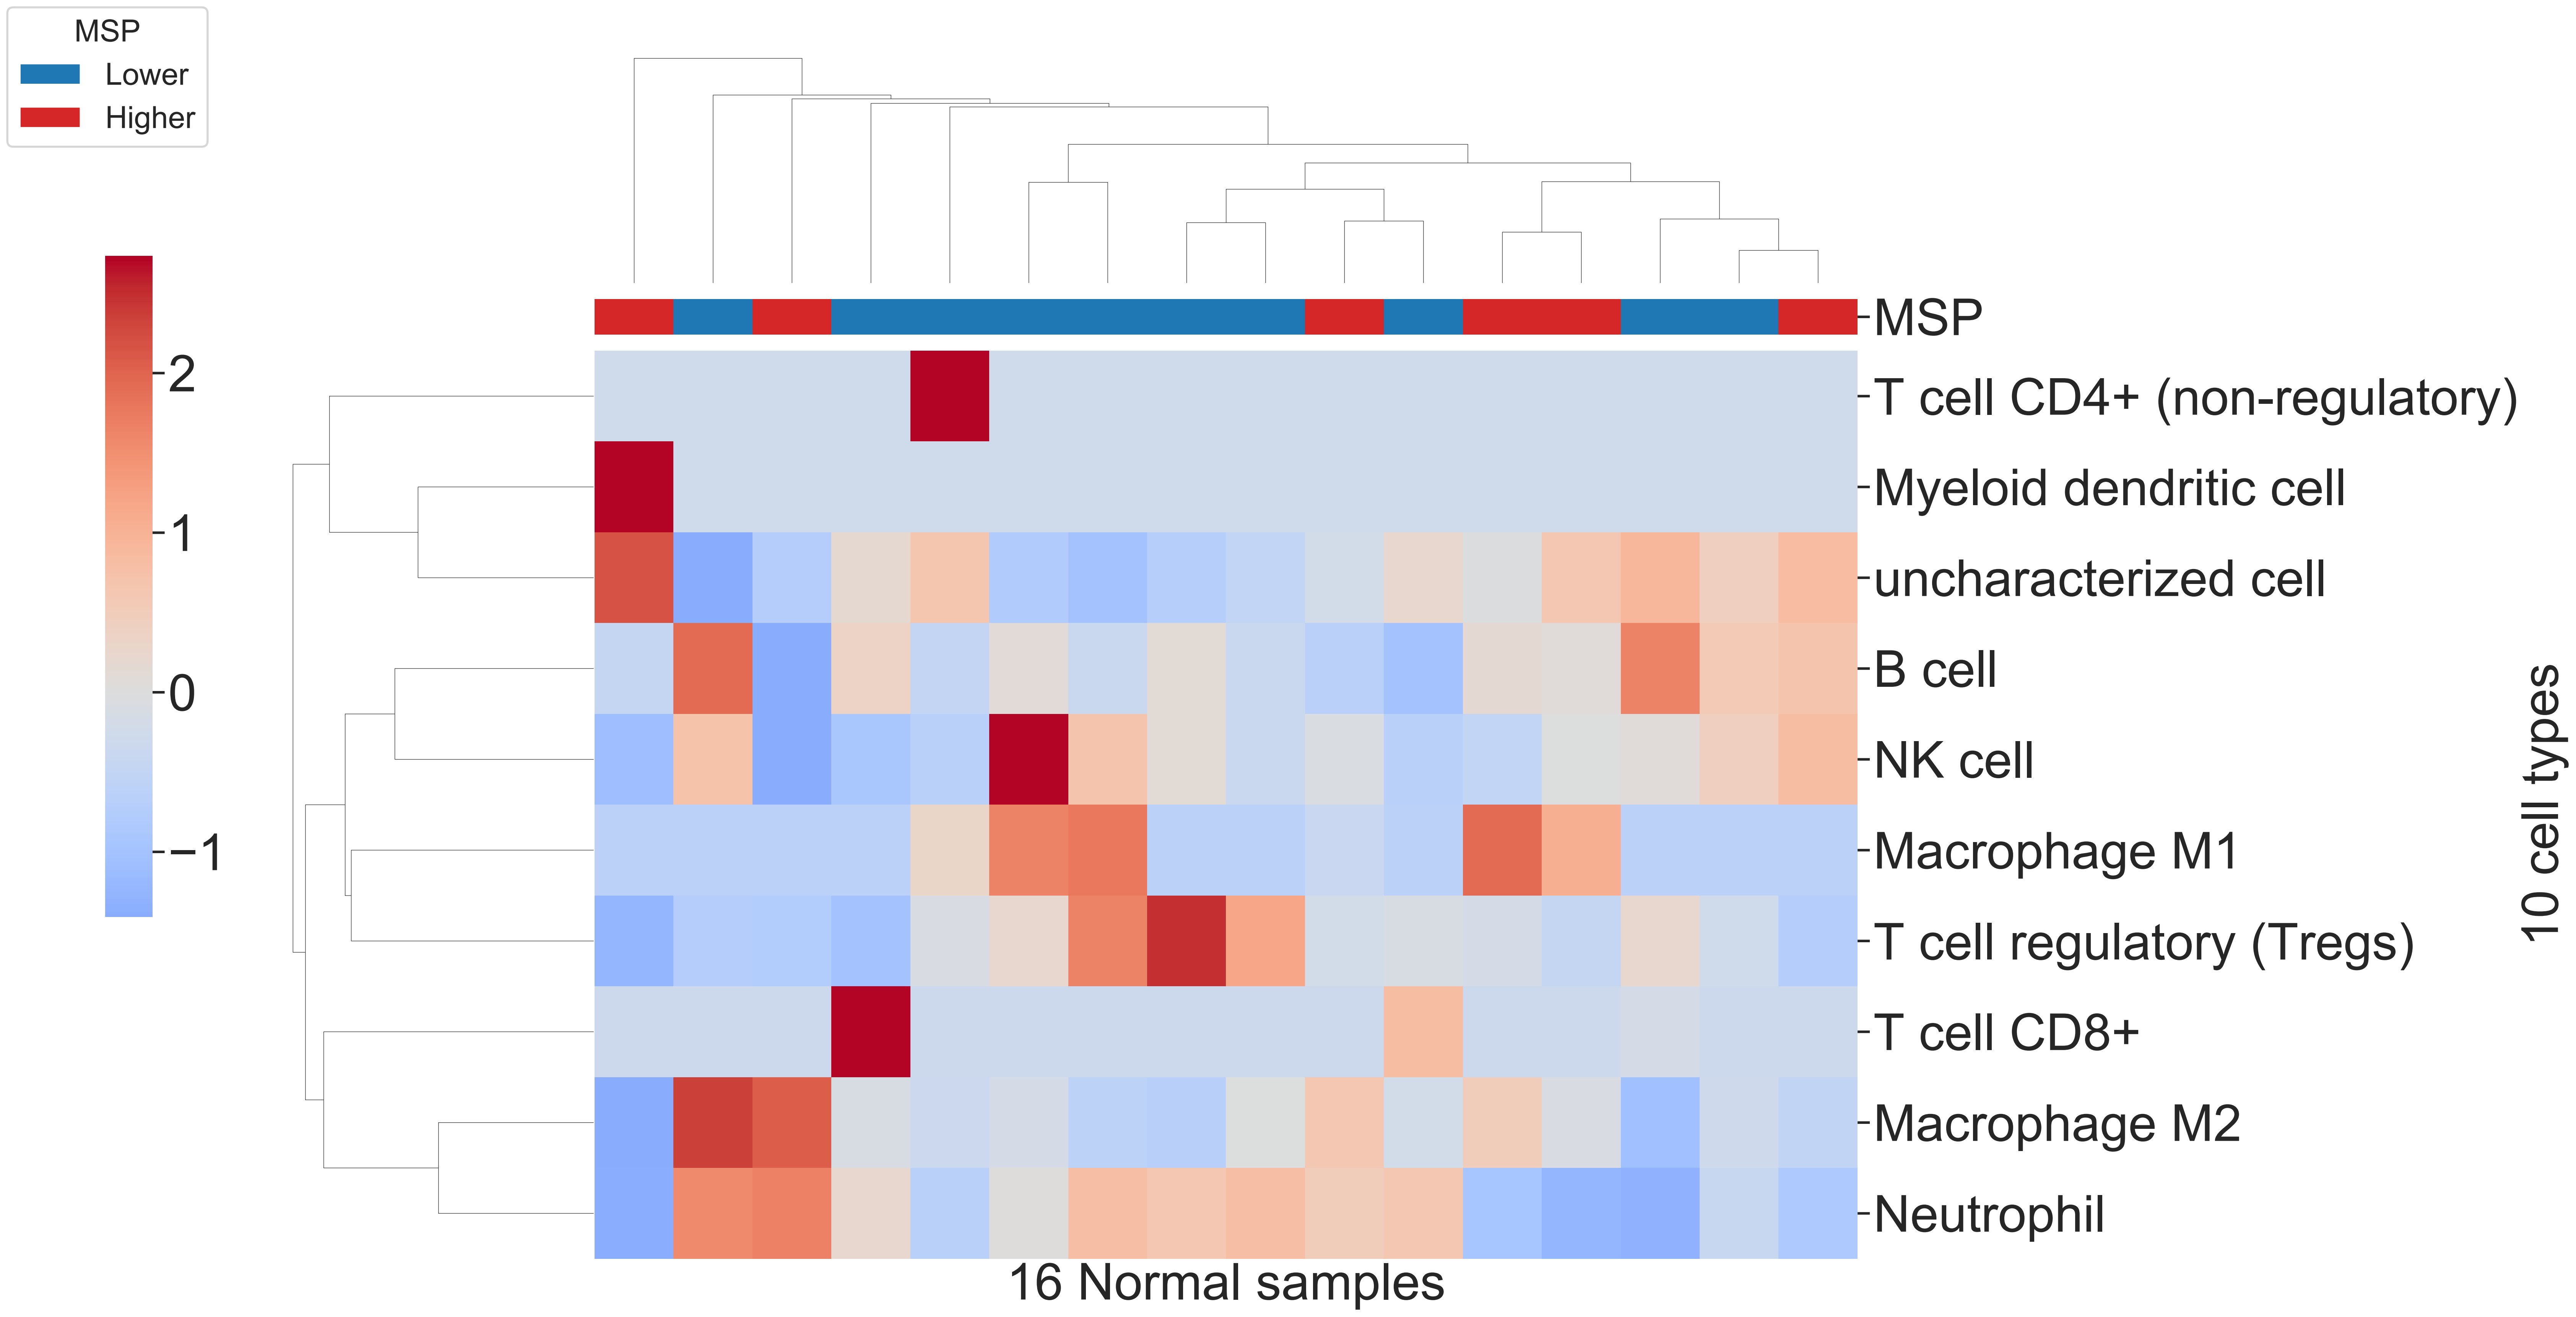 MSP
Lower
Higher
2
1
0
−1
MSP
T cell CD4+ (non-regulatory)
Myeloid dendritic cell
uncharacterized cell
B cell
NK cell
Macrophage M1
T cell regulatory (Tregs)
T cell CD8+
Macrophage M2
Neutrophil
10 cell types
16 Normal samples